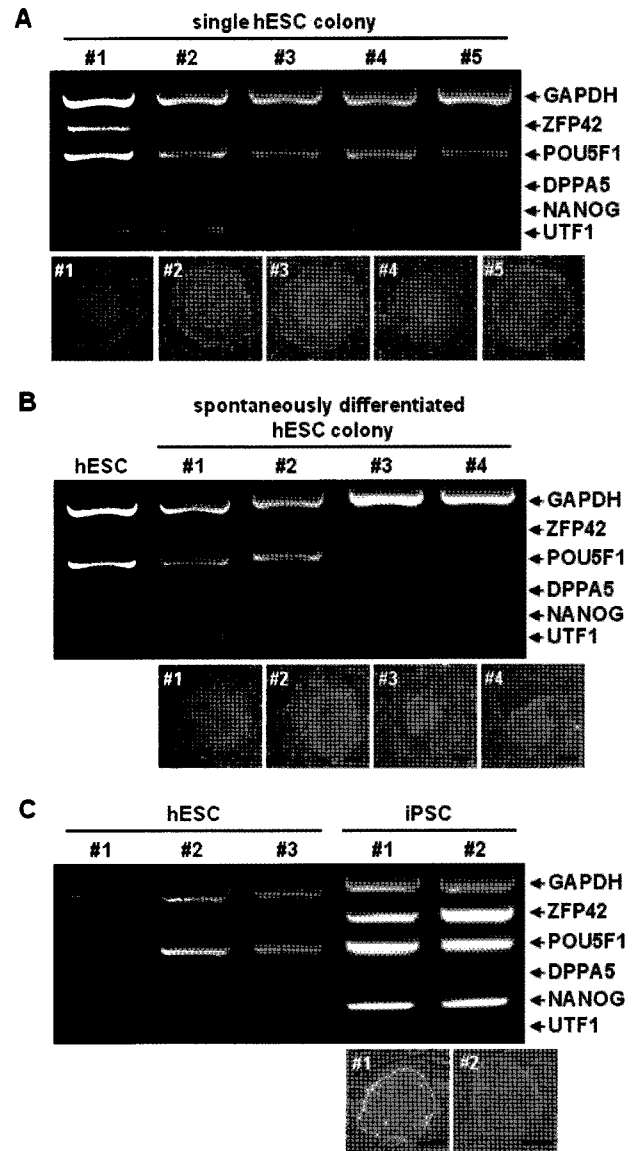 A
single hESC colony
#1 #2 #3 #4 #5
GAPDH
ZFP42
POU5F1
DPPA5
NANOG
UTF1
#1 #2 #3 #4 #5
B
spontaneously differentiated
hESC colony
hESC #1 #2 #3 #4
GAPDH
ZFP42
POU5F1
DPPA5
NANOG
UTF1
#1 #2 #3 #4
C
hESC iPSC
#1 #2 #3 #1 #2
GAPDH
ZFP42
POU5F1
DPPA5
NANOG
UTF1
#1 #2